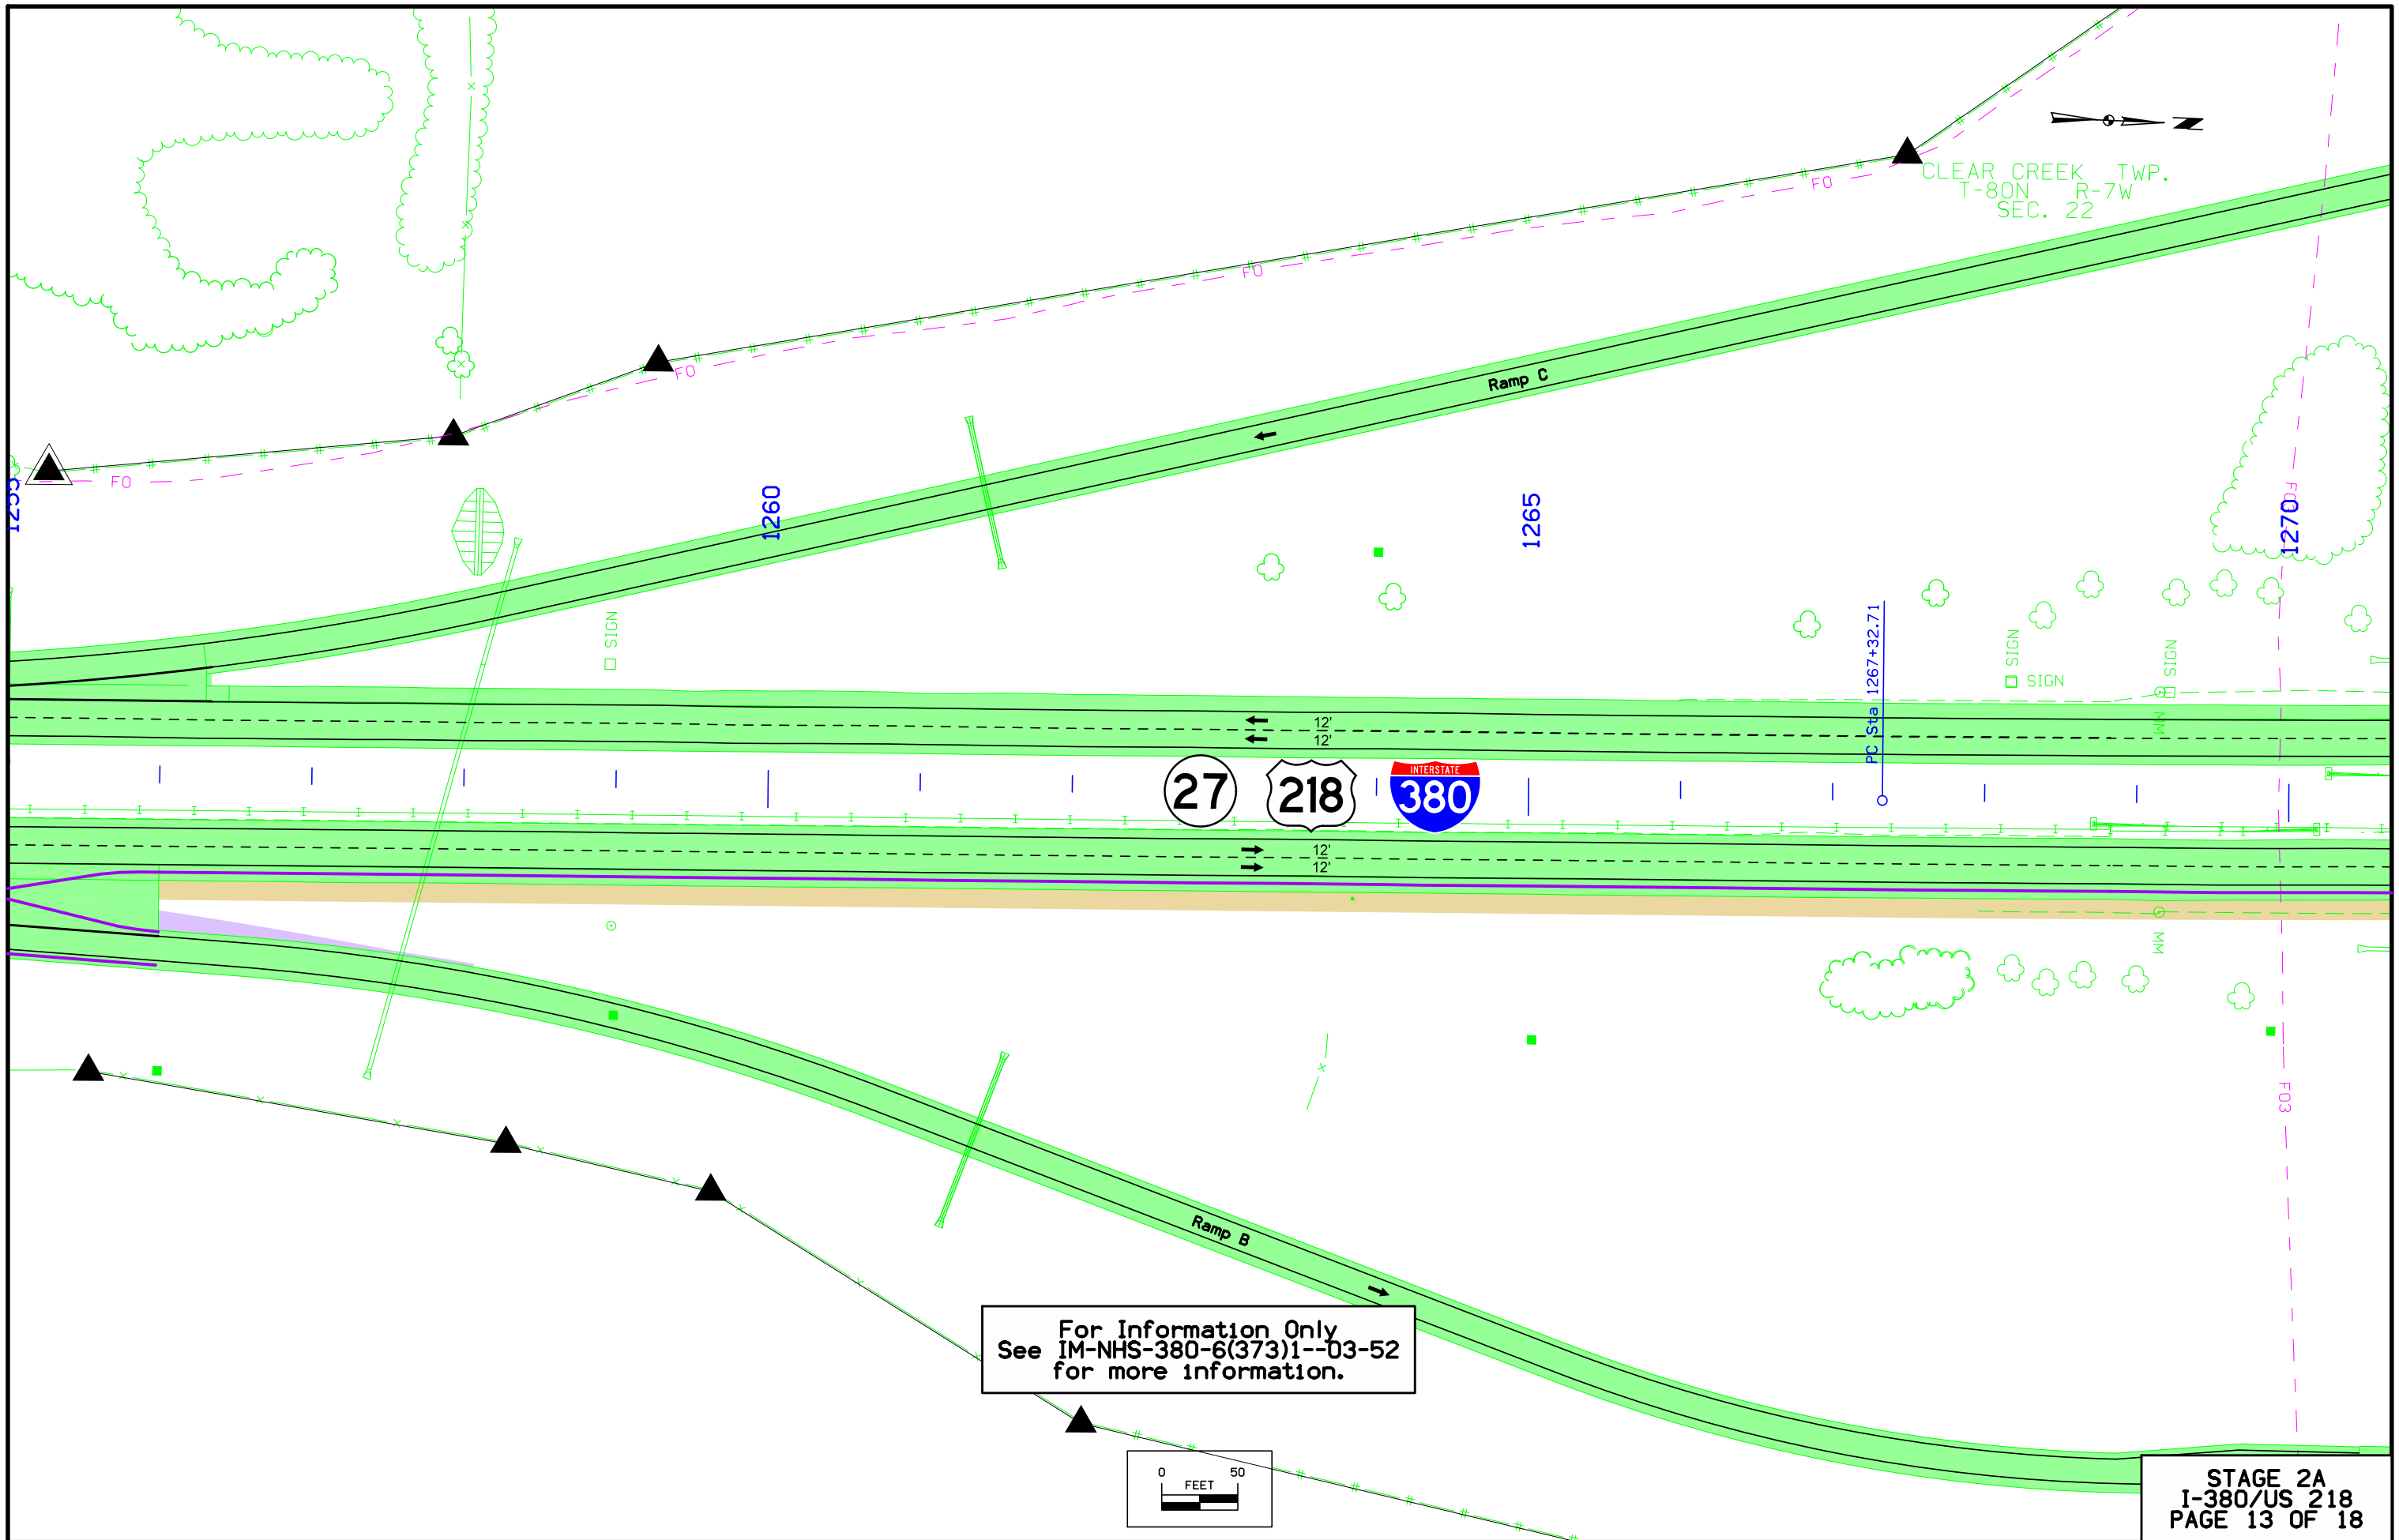 CLEAR CREEK TWP.
T-80N R-7W
SEC. 22
N
FO
FO
FO
FO
Ramp C
1260
1265
1270
SIGN
PC Sta 1267+32.71
SIGN
SIGN
SIGN
MM
12'
12'
27
218
INTERSTATE
380
12'
12'
MM
FO3
Ramp B
For Information Only
See IM-NHS-380-6(373)1--03-52
for more information.
0 50
FEET
STAGE 2A
I-380/US 218
PAGE 13 OF 18